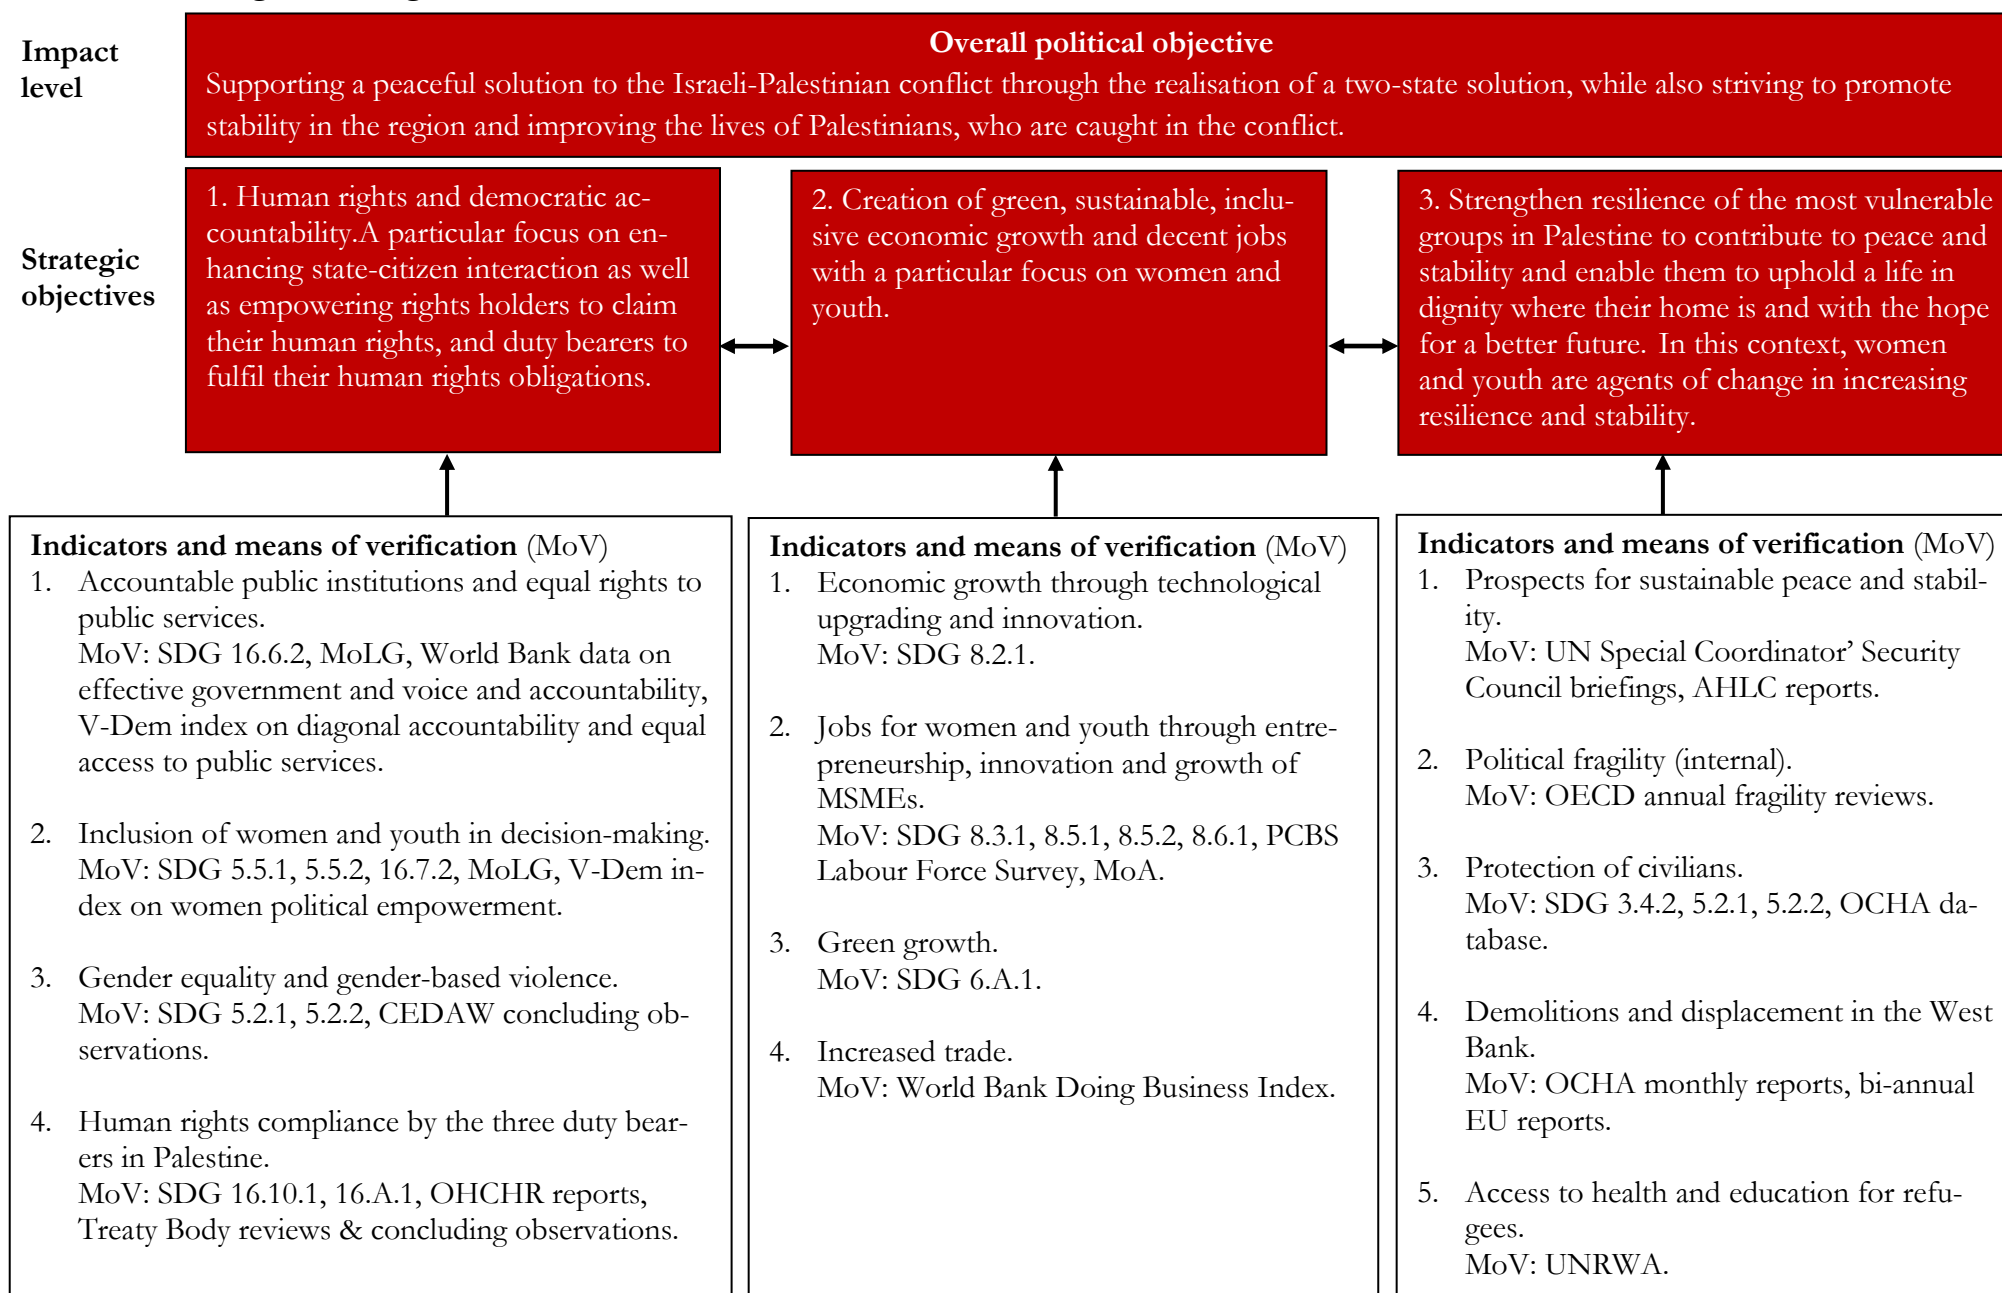 Impact
level
Overall political objective
Supporting a peaceful solution to the Israeli-Palestinian conflict through the realisation of a two-state solution, while also striving to promote
stability in the region and improving the lives of Palestinians, who are caught in the conflict.
Strategic
objectives
1. Human rights and democratic ac-
countability.A particular focus on en-
hancing state-citizen interaction as well
as empowering rights holders to claim
their human rights, and duty bearers to
fulfil their human rights obligations.
2. Creation of green, sustainable, inclu-
sive economic growth and decent jobs
with a particular focus on women and
youth.
3. Strengthen resilience of the most vulnerable
groups in Palestine to contribute to peace and
stability and enable them to uphold a life in
dignity where their home is and with the hope
for a better future. In this context, women
and youth are agents of change in increasing
resilience and stability.
Indicators and means of verification (MoV)
1. Accountable public institutions and equal rights to
public services.
MoV: SDG 16.6.2, MoLG, World Bank data on
effective government and voice and accountability,
V-Dem index on diagonal accountability and equal
access to public services.
2. Inclusion of women and youth in decision-making.
MoV: SDG 5.5.1, 5.5.2, 16.7.2, MoLG, V-Dem in-
dex on women political empowerment.
3. Gender equality and gender-based violence.
MoV: SDG 5.2.1, 5.2.2, CEDAW concluding ob-
servations.
4. Human rights compliance by the three duty bear-
ers in Palestine.
MoV: SDG 16.10.1, 16.A.1, OHCHR reports,
Treaty Body reviews & concluding observations.
Indicators and means of verification (MoV)
1. Economic growth through technological
upgrading and innovation.
MoV: SDG 8.2.1.
2. Jobs for women and youth through entre-
preneurship, innovation and growth of
MSMEs.
MoV: SDG 8.3.1, 8.5.1, 8.5.2, 8.6.1, PCBS
Labour Force Survey, MoA.
3. Green growth.
MoV: SDG 6.A.1.
4. Increased trade.
MoV: World Bank Doing Business Index.
Indicators and means of verification (MoV)
1. Prospects for sustainable peace and stabil-
ity.
MoV: UN Special Coordinator’ Security
Council briefings, AHLC reports.
2. Political fragility (internal).
MoV: OECD annual fragility reviews.
3. Protection of civilians.
MoV: SDG 3.4.2, 5.2.1, 5.2.2, OCHA da-
tabase.
4. Demolitions and displacement in the West
Bank.
MoV: OCHA monthly reports, bi-annual
EU reports.
5. Access to health and education for refu-
gees.
MoV: UNRWA.